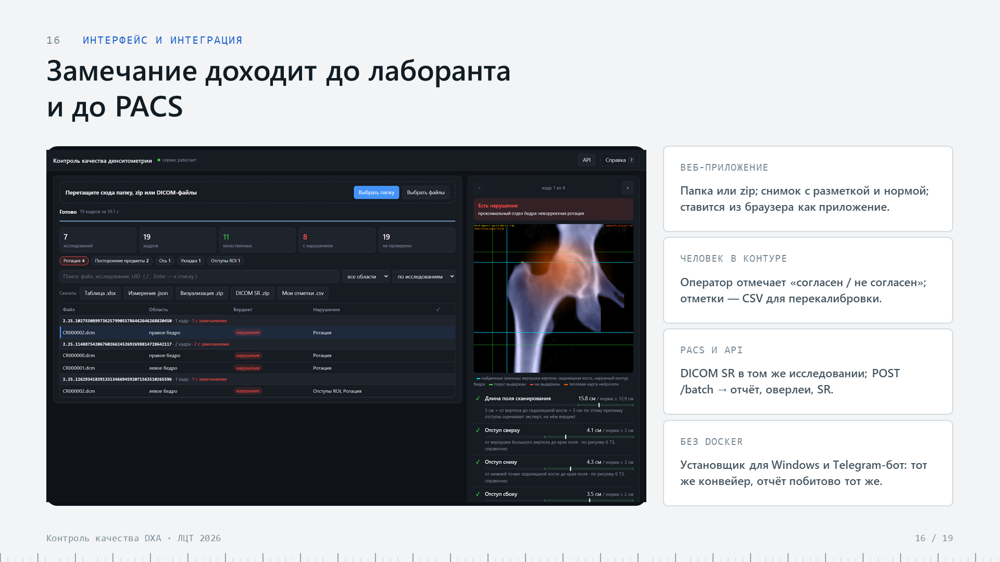 16 ИНТЕРФЕЙС И ИНТЕГРАЦИЯ
Замечание доходит до лаборанта
и до PACS
Контроль качества денситометрии сервис работает API Справка ?
Перетащите сюда папку, zip или DICOM-файлы Выбрать папку Выбрать файлы
Готово 19 кадров за 10.1 с
7 19 11 8 19
исследований кадров качественных с нарушением не проверено
Ротация 4 Посторонние предметы 2 Ось 1 Укладка 1 Отступы ROI 1
Поиск: файл, исследование, UID ( / , Enter — к списку ) все области по исследованиям
Скачать: Таблица .xlsx Измерения .json Визуализация .zip DICOM SR .zip Мои отметки .csv
Файл Область Вердикт Нарушения ✓
· 1 кадр · 1 с замечаниями
CR000002.dcm правое бедро нарушение Ротация
· 2 кадра · 2 с замечаниями
CR000000.dcm правое бедро нарушение Ротация
CR000001.dcm левое бедро нарушение Ротация
· 1 кадр · 1 с замечаниями
CR000002.dcm левое бедро нарушение Отступы ROI, Ротация
‹ кадр 1 из 4 ›
Есть нарушение
проксимальный отдел бедра: некорректная ротация
найденные границы: верхушка вертела, седалищная кость, наружный контур
бедра порог выдержан не выдержан тепловая карта нейросети
✓ Длина поля сканирования 15.8 см / норма ≥ 12.9 см
3 см + от вертела до седалищной кости + 3 см: по этому признаку
отступы оценивает эксперт, на нём вердикт
✓ Отступ сверху 4.1 см / норма ≥ 3 см
от верхушки большого вертела до края поля · по рисунку 6 ТЗ,
справочно
✓ Отступ снизу 4.3 см / норма ≥ 3 см
от нижней точки седалищной кости до края поля · по рисунку 6 ТЗ,
справочно
✓ Отступ сбоку 3.5 см / норма ≥ 2 см
ВЕБ-ПРИЛОЖЕНИЕ
Папка или zip; снимок с разметкой и нормой;
ставится из браузера как приложение.
ЧЕЛОВЕК В КОНТУРЕ
Оператор отмечает «согласен / не согласен»;
отметки — CSV для перекалибровки.
PACS И API
DICOM SR в том же исследовании; POST
/batch → отчёт, оверлеи, SR.
БЕЗ DOCKER
Установщик для Windows и Telegram-бот: тот
же конвейер, отчёт побитово тот же.
Контроль качества DXA · ЛЦТ 2026 16 / 19